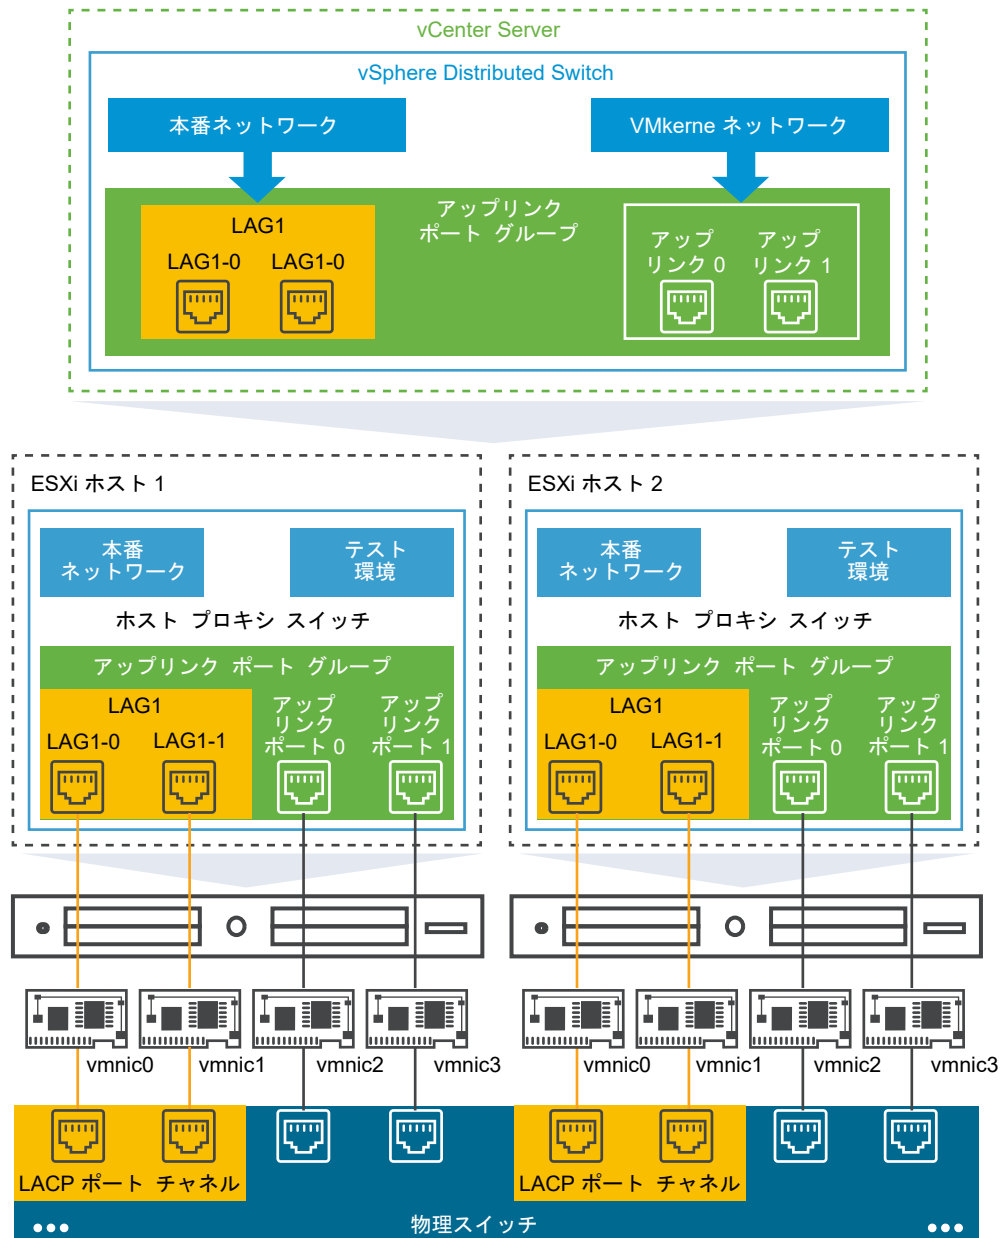 vCenter Server
vSphere Distributed Switch
本番ネットワーク
VMkerne ネットワーク
アップリンク
ポート グループ
LAG1
LAG1-0
LAG1-0
アップ
リンク 0
アップ
リンク 1
ESXi ホスト 1
本番
ネットワーク
テスト
環境
ホスト プロキシ スイッチ
アップリンク ポート グループ
LAG1
LAG1-0
LAG1-1
アップ
リンク
ポート 0
アップ
リンク
ポート 1
ESXi ホスト 2
本番
ネットワーク
テスト
環境
ホスト プロキシ スイッチ
アップリンク ポート グループ
LAG1
LAG1-0
LAG1-1
アップ
リンク
ポート 0
アップ
リンク
ポート 1
vmnic0
vmnic1
vmnic2
vmnic3
vmnic0
vmnic1
vmnic2
vmnic3
LACP ポート チャネル
LACP ポート チャネル
物理スイッチ